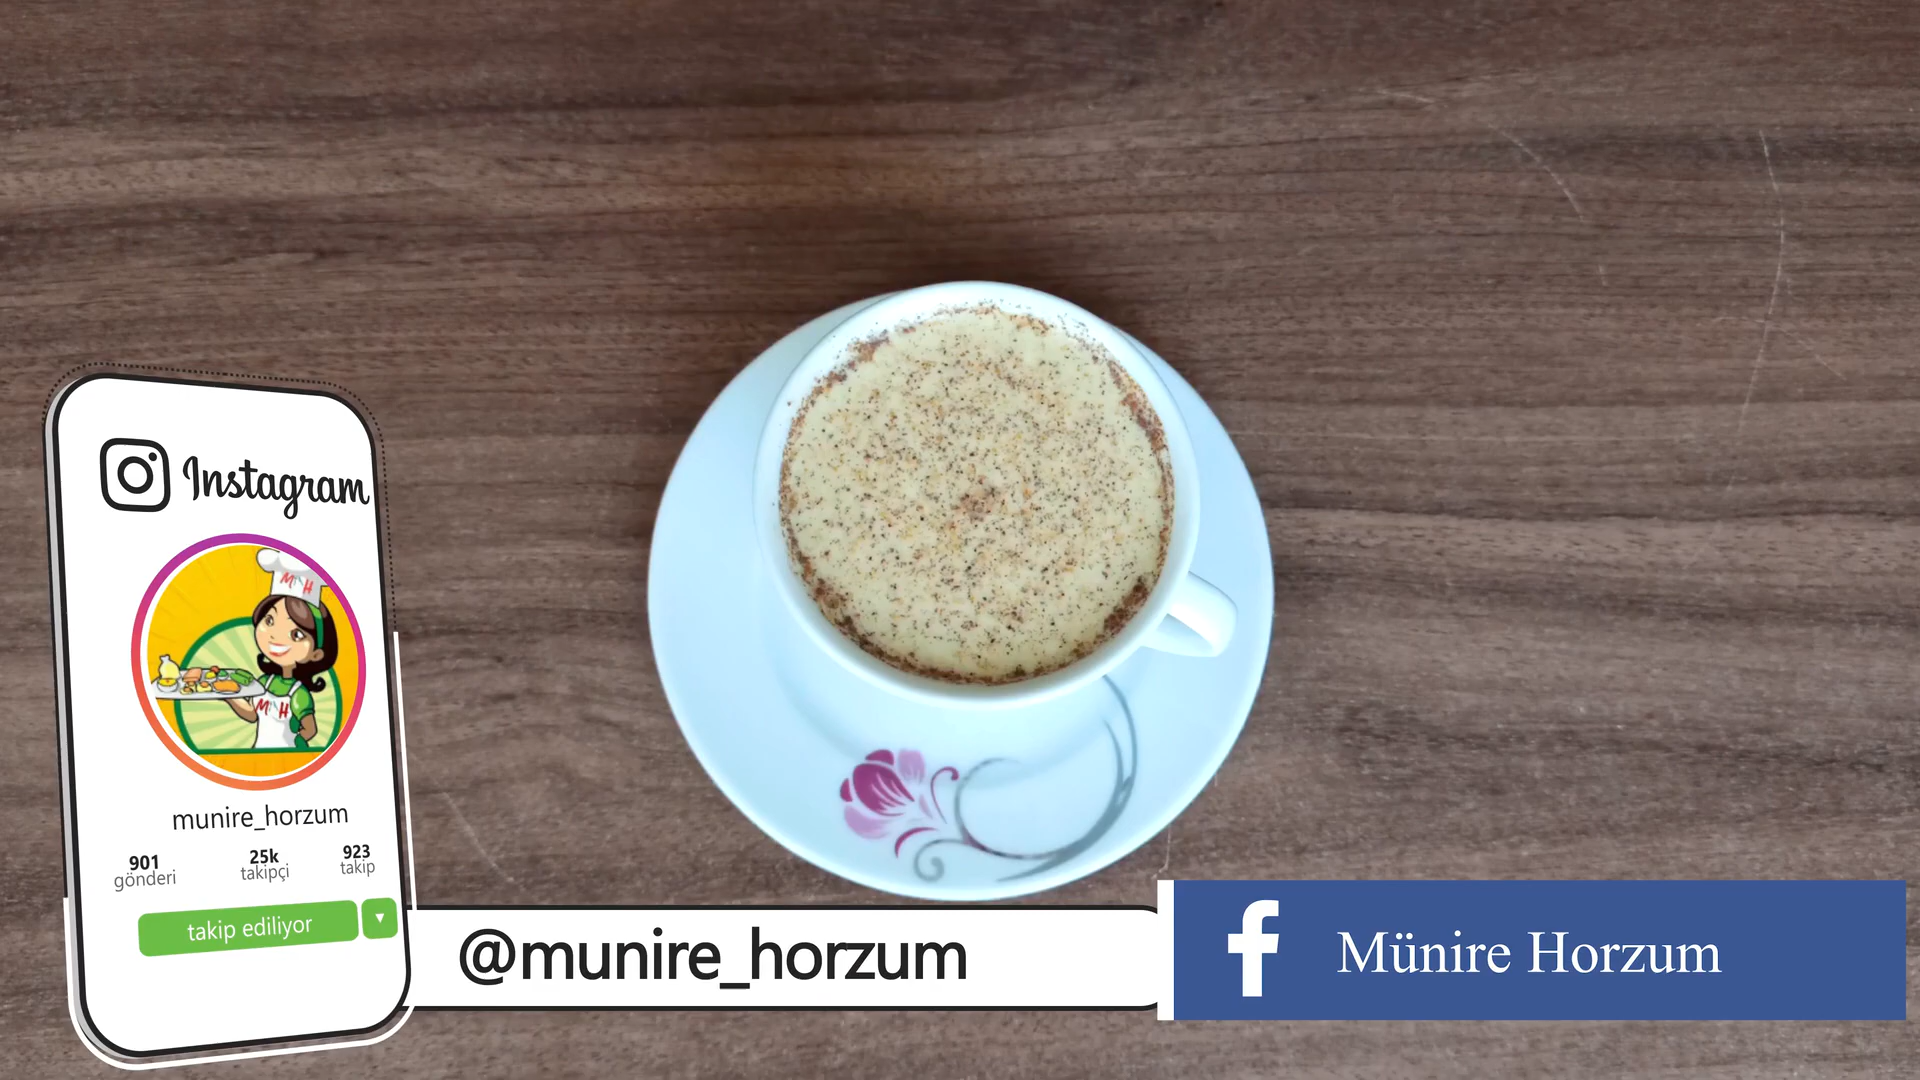 Instagram
M H
M H
munire_horzum
901 25k 923
gönderi takipçi takip
takip ediliyor
@munire_horzum
Münire Horzum